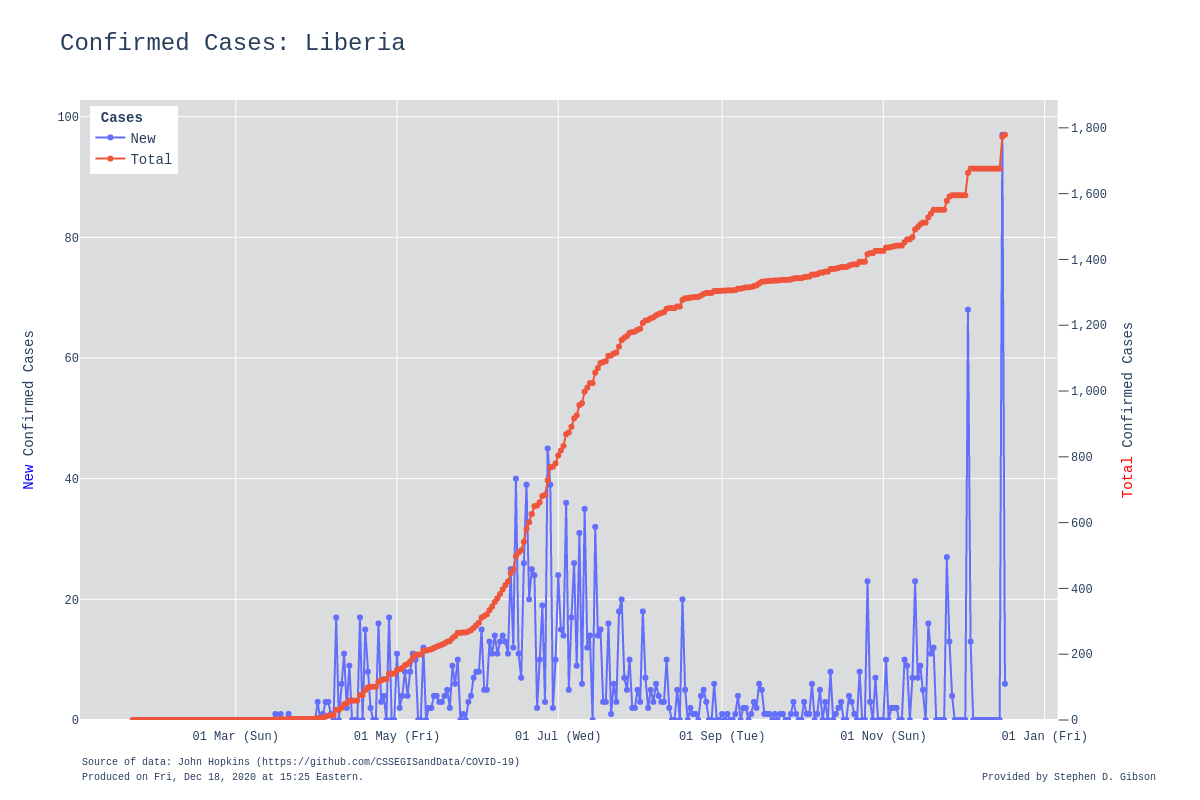 Confirmed Cases: Liberia
Cases
New
Total
100
80
60
40
20
0
1,800
1,600
1,400
1,200
1,000
800
600
400
200
0
New Confirmed Cases
Total Confirmed Cases
01 Mar (Sun)
01 May (Fri)
01 Jul (Wed)
01 Sep (Tue)
01 Nov (Sun)
01 Jan (Fri)
Source of data: John Hopkins (https://github.com/CSSEGISandData/COVID-19)
Produced on Fri, Dec 18, 2020 at 15:25 Eastern.
Provided by Stephen D. Gibson